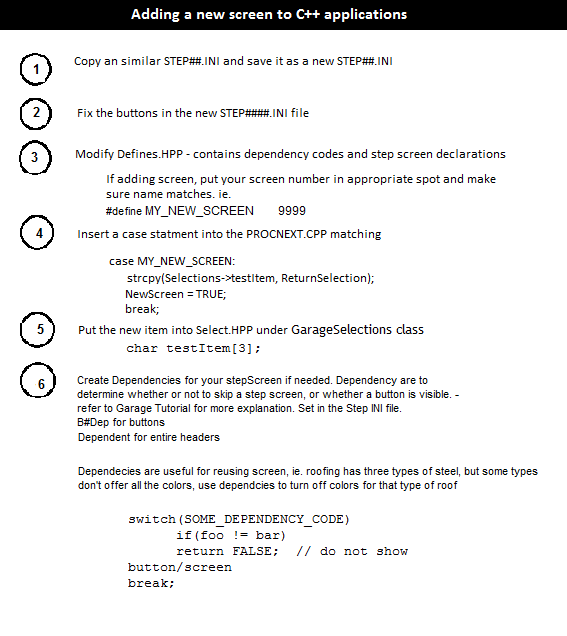 Adding a new screen to C++ applications
1
Copy an similar STEP##.INI and save it as a new STEP##.INI
2
Fix the buttons in the new STEP####.INI file
3
Modify Defines.HPP - contains dependency codes and step screen declarations
If adding screen, put your screen number in appropriate spot and make
sure name matches. ie.
#define MY_NEW_SCREEN 9999
4
Insert a case statment into the PROCNEXT.CPP matching
case MY_NEW_SCREEN:
strcpy(Selections->testItem, ReturnSelection);
NewScreen = TRUE;
break;
5
Put the new item into Select.HPP under GarageSelections class
char testItem[3];
6
Create Dependencies for your stepScreen if needed. Dependency are to
determine whether or not to skip a step screen, or whether a button is visible. -
refer to Garage Tutorial for more explanation. Set in the Step INI file.
B#Dep for buttons
Dependent for entire headers
Dependecies are useful for reusing screen, ie. roofing has three types of steel, but some types
don't offer all the colors, use dependcies to turn off colors for that type of roof
switch(SOME_DEPENDENCY_CODE)
if(foo != bar)
return FALSE; // do not show
button/screen
break;